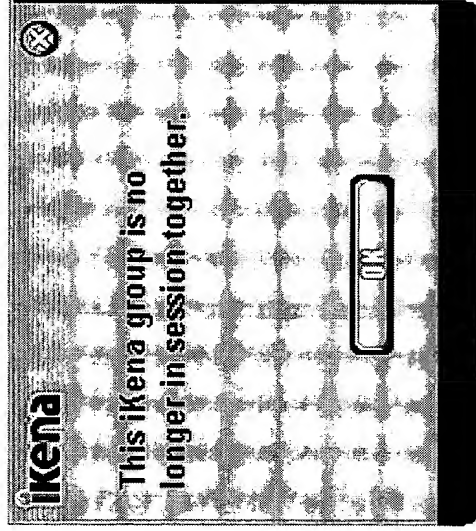 iKena
This iKena group is no
longer in session together.
OK